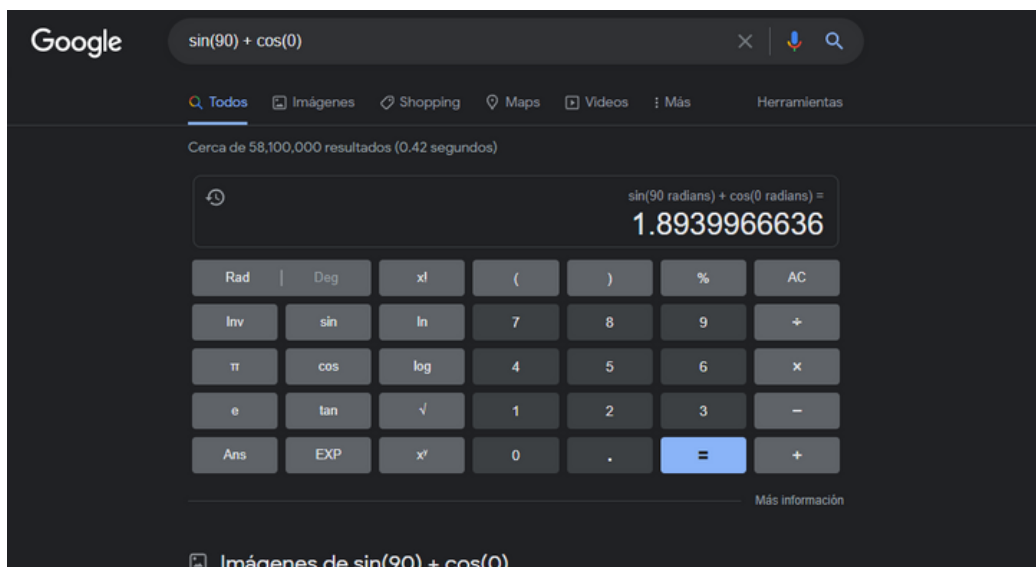 Google sin(90) + cos(0)
Todos Imágenes Shopping Maps Videos Más Herramientas
Cerca de 58,100,000 resultados (0.42 segundos)
sin(90 radians) + cos(0 radians) =
1.8939966636
Rad | Deg x! ( ) % AC
Inv sin ln 7 8 9 ÷
π cos log 4 5 6 ×
e tan √ 1 2 3 −
Ans EXP xʸ 0 . = +
Más información
Imágenes de sin(90) + cos(0)